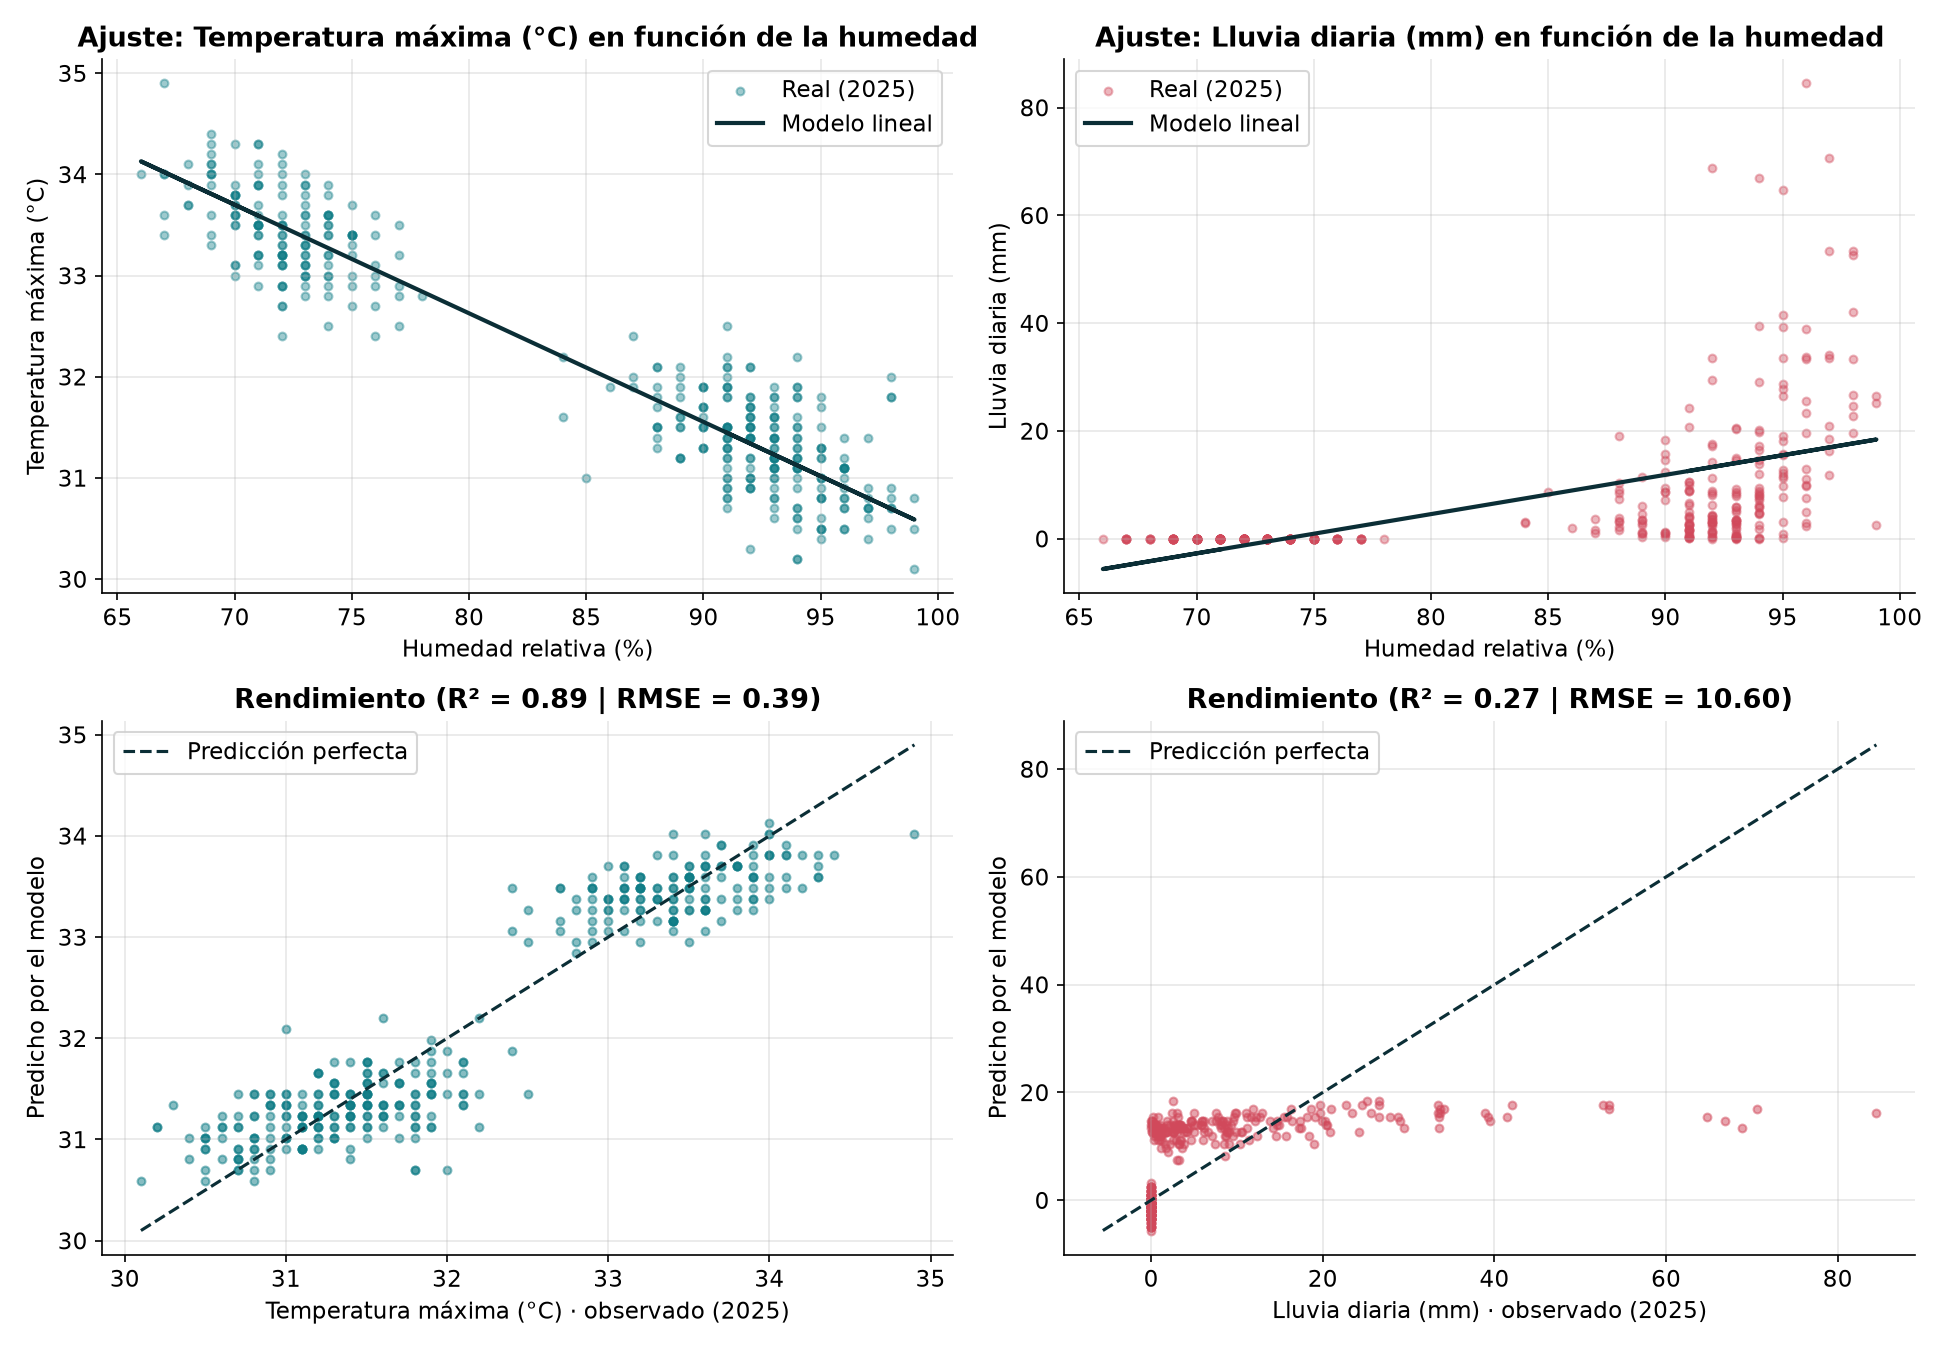 Ajuste: Temperatura máxima (°C) en función de la humedad
Real (2025)
Modelo lineal
Temperatura máxima (°C)
35
34
33
32
31
30
65 70 75 80 85 90 95 100
Humedad relativa (%)
Ajuste: Lluvia diaria (mm) en función de la humedad
Real (2025)
Modelo lineal
Lluvia diaria (mm)
80
60
40
20
0
65 70 75 80 85 90 95 100
Humedad relativa (%)
Rendimiento (R² = 0.89 | RMSE = 0.39)
Predicción perfecta
Predicho por el modelo
35
34
33
32
31
30
30 31 32 33 34 35
Temperatura máxima (°C) · observado (2025)
Rendimiento (R² = 0.27 | RMSE = 10.60)
Predicción perfecta
Predicho por el modelo
80
60
40
20
0
0 20 40 60 80
Lluvia diaria (mm) · observado (2025)